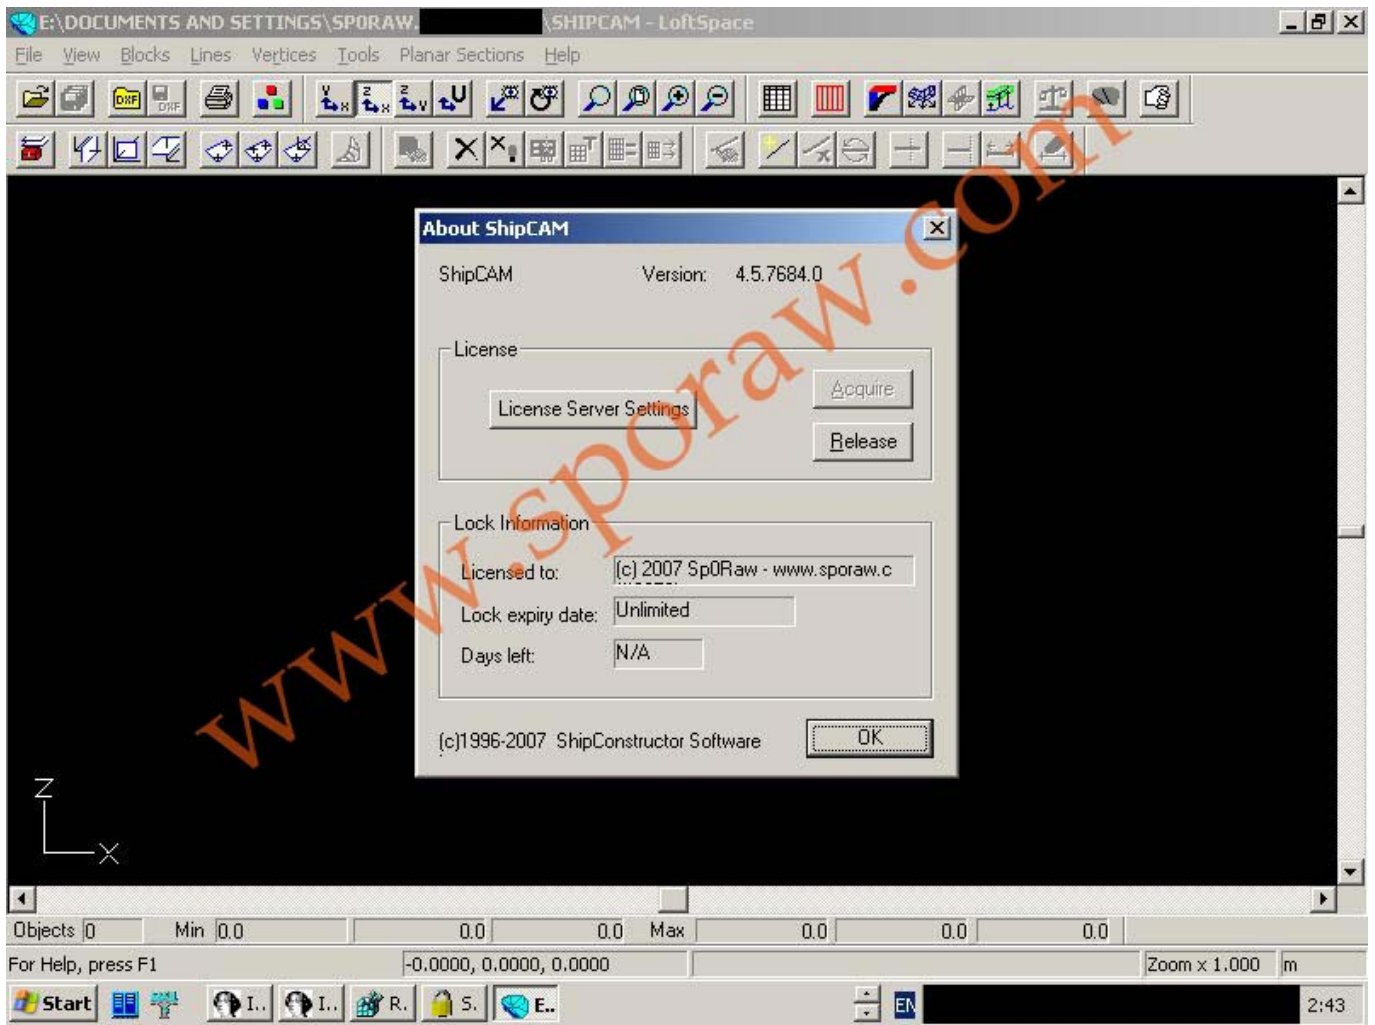 E:\DOCUMENTS AND SETTINGS\SP0RAW. \SHIPCAM - LoftSpace
File View Blocks Lines Vertices Tools Planar Sections Help
About ShipCAM
ShipCAM Version: 4.5.7684.0
License
License Server Settings
Acquire
Release
Lock Information
Licensed to: (c) 2007 Sp0Raw - www.sporaw.c
Lock expiry date: Unlimited
Days left: N/A
(c)1996-2007 ShipConstructor Software
OK
www.sporaw.com
Z
X
Objects 0 Min 0.0 0.0 0.0 Max 0.0 0.0 0.0
For Help, press F1 -0.0000, 0.0000, 0.0000 Zoom x 1.000 m
Start I.. I.. R. S. E.. EN 2:43